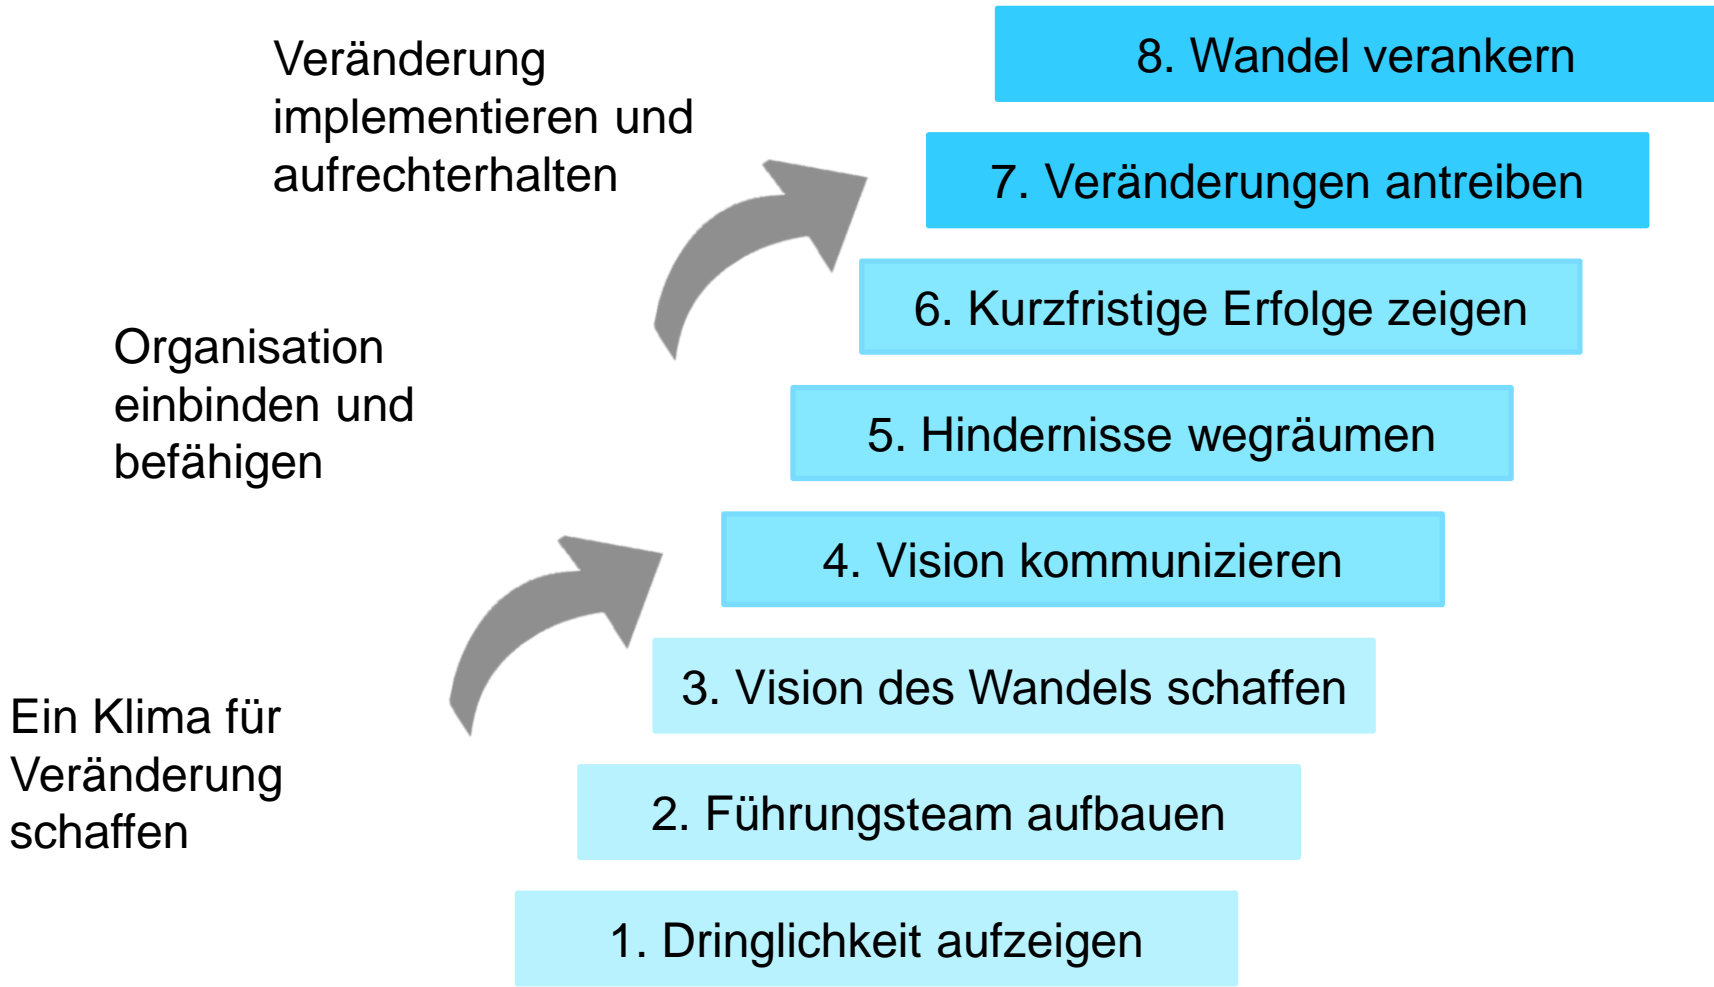 Veränderung
implementieren und
aufrechterhalten
8. Wandel verankern
7. Veränderungen antreiben
6. Kurzfristige Erfolge zeigen
Organisation
einbinden und
befähigen
5. Hindernisse wegräumen
4. Vision kommunizieren
3. Vision des Wandels schaffen
Ein Klima für
Veränderung
schaffen
2. Führungsteam aufbauen
1. Dringlichkeit aufzeigen